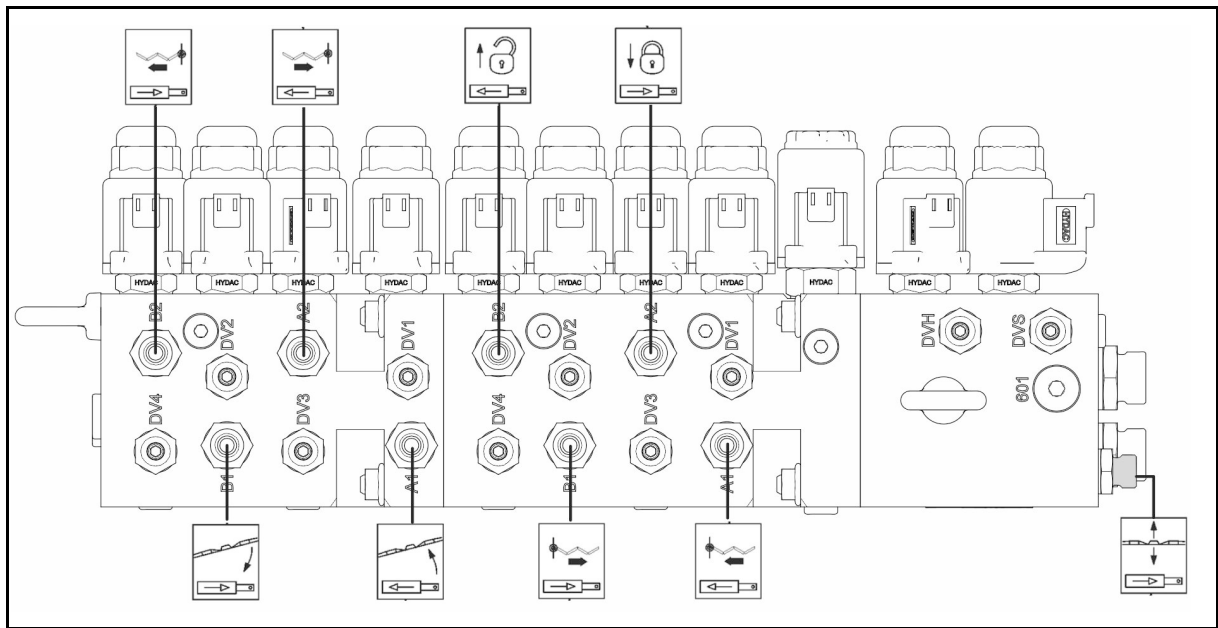 HYDAC
HYDAC HYDAC HYDAC HYDAC HYDAC HYDAC HYDAC HYDAC HYDAC HYDAC HYDAC
B2 A2 B2 A2
DV2 DV1 DV2 DV1 DVH DVS
DV4 DV3 DV4 DV3 601
B1 A1 B1 A1